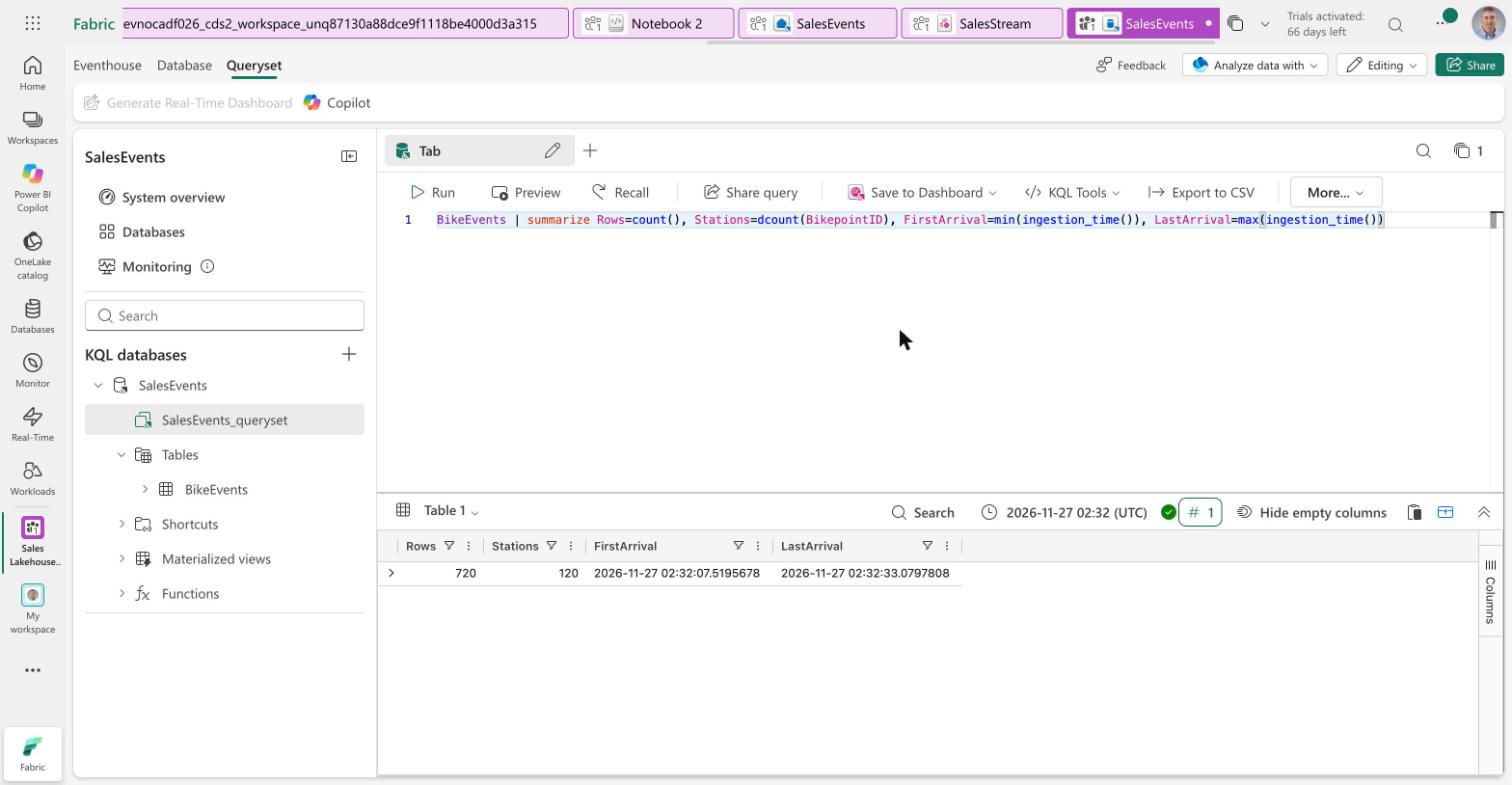 Fabric
evnocadf026_cds2_workspace_unq87130a88dce9f1118be4000d3a315
Notebook 2
SalesEvents
SalesStream
SalesEvents
Trials activated:
66 days left
Home
Workspaces
Power BI
Copilot
OneLake
catalog
Databases
Monitor
Real-Time
Workloads
Sales
Lakehouse..
My
workspace
Fabric
Eventhouse Database Queryset
Feedback
Analyze data with
Editing
Share
Generate Real-Time Dashboard
Copilot
SalesEvents
System overview
Databases
Monitoring
Search
KQL databases
SalesEvents
SalesEvents_queryset
Tables
BikeEvents
Shortcuts
Materialized views
Functions
Tab
1
Run Preview Recall Share query Save to Dashboard KQL Tools Export to CSV More...
1 BikeEvents | summarize Rows=count(), Stations=dcount(BikepointID), FirstArrival=min(ingestion_time()), LastArrival=max(ingestion_time())
Table 1
Search
2026-11-27 02:32 (UTC)
# 1
Hide empty columns
Rows Stations FirstArrival LastArrival
720 120 2026-11-27 02:32:07.5195678 2026-11-27 02:32:33.0797808
Columns